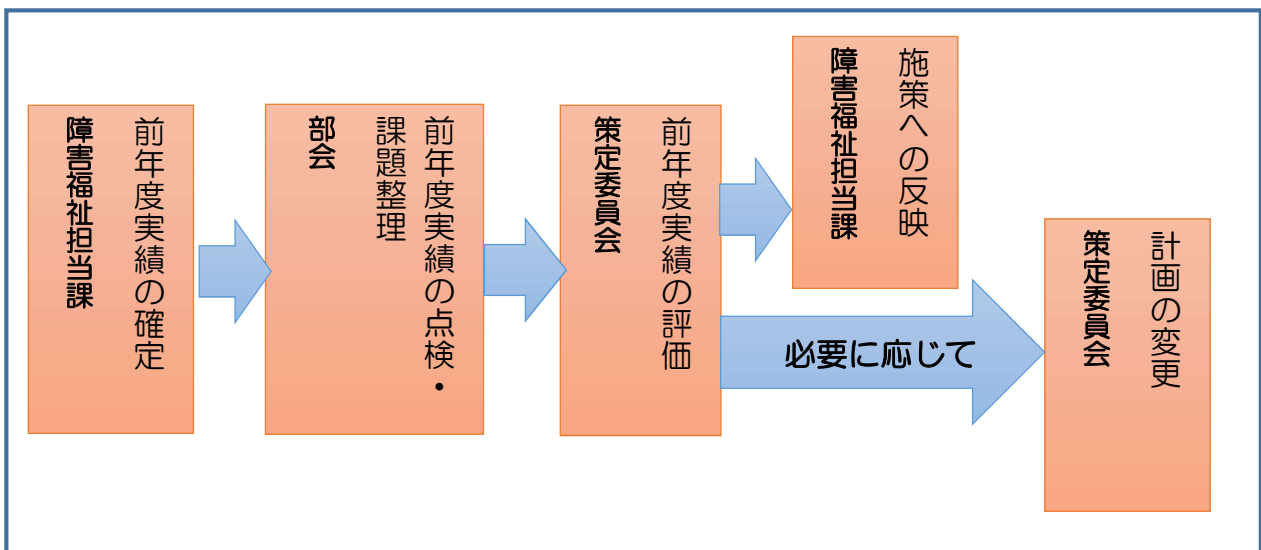 前年度実績の確定
障害福祉担当課
前年度実績の点検・
課題整理
部会
前年度実績の評価
策定委員会
施策への反映
障害福祉担当課
必要に応じて
計画の変更
策定委員会